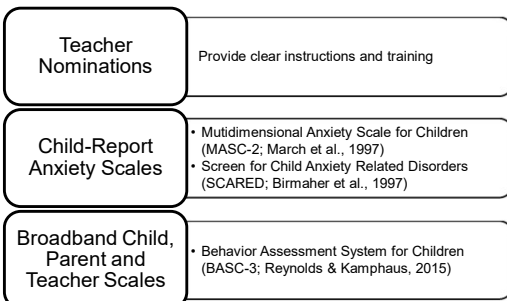 Teacher
Nominations
Provide clear instructions and training
Child-Report
Anxiety Scales
• Mutidimensional Anxiety Scale for Children
(MASC-2; March et al., 1997)
• Screen for Child Anxiety Related Disorders
(SCARED; Birmaher et al., 1997)
Broadband Child,
Parent and
Teacher Scales
• Behavior Assessment System for Children
(BASC-3; Reynolds & Kamphaus, 2015)